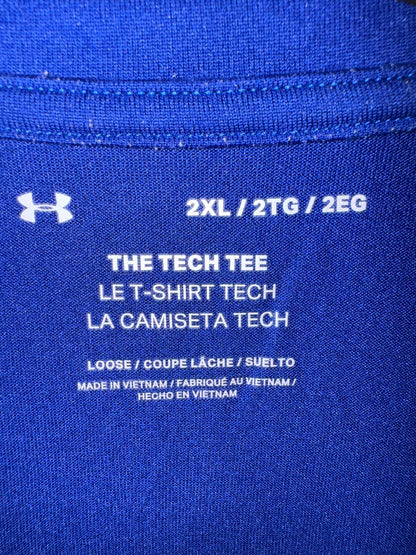 2XL / 2TG / 2EG
THE TECH TEE
LE T-SHIRT TECH
LA CAMISETA TECH
LOOSE / COUPE LÂCHE / SUELTO
MADE IN VIETNAM / FABRIQUÉ AU VIETNAM /
HECHO EN VIETNAM